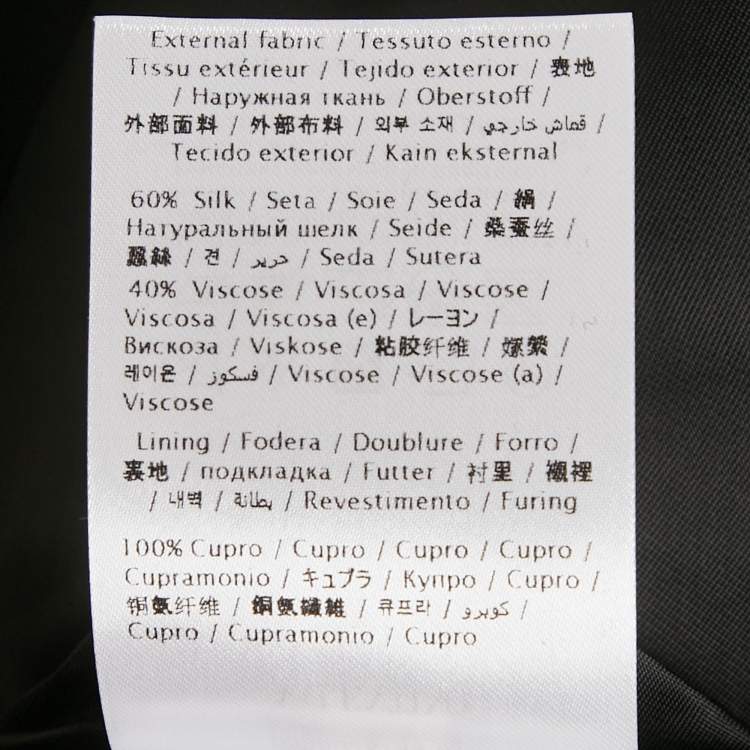 External fabric / Tessuto esterno /
Tissu extérieur / Tejido exterior / 表地
/ Наружная ткань / Oberstoff /
外部面料 / 外部布料 / 외부 소재 / قماش خارجي /
Tecido exterior / Kain eksternal
60% Silk / Seta / Soie / Seda / 絹 /
Натуральный шелк / Seide / 桑蚕丝 /
蠶絲 / 견 / حرير / Seda / Sutera
40% Viscose / Viscosa / Viscose /
Viscosa / Viscosa (e) / レーヨン /
Вискоза / Viskose / 粘胶纤维 / 嫘縈 /
레이온 / فسكوز / Viscose / Viscose (a) /
Viscose
Lining / Fodera / Doublure / Forro /
裏地 / подкладка / Futter / 衬里 / 襯裡
/ 내벽 / بطانة / Revestimento / Furing
100% Cupro / Cupro / Cupro / Cupro /
Cupramonio / キュプラ / Купро / Cupro /
铜氨纤维 / 銅氨纖維 / 큐프라 / كوبرو /
Cupro / Cupramonio / Cupro